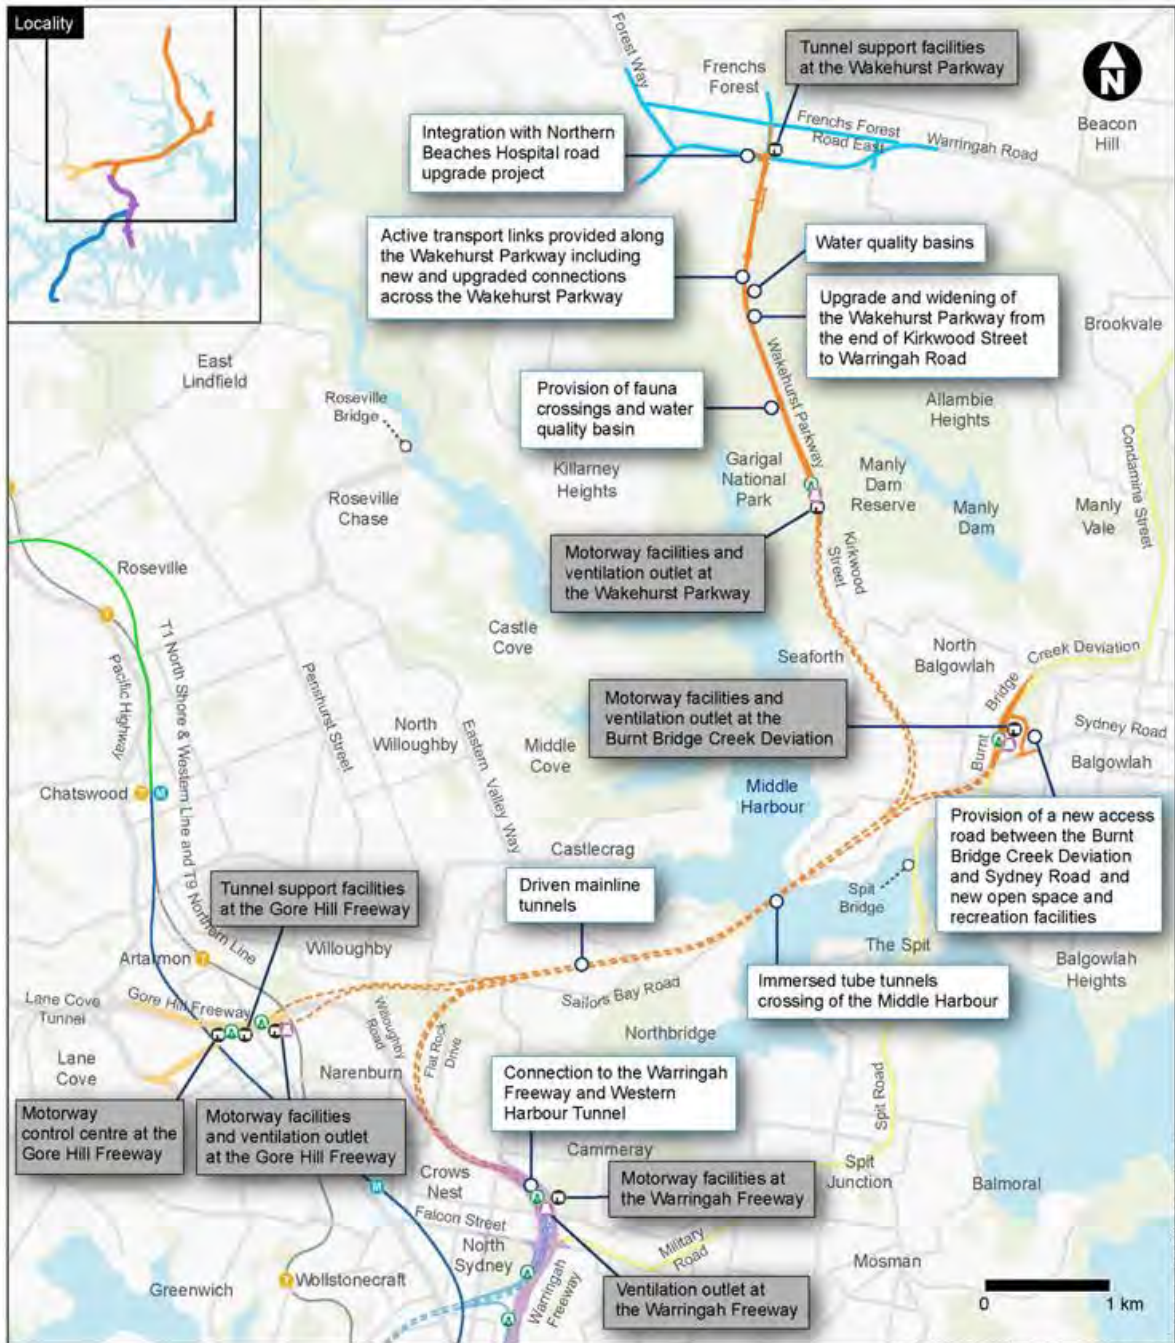 Locality
N
Forest Way
Frenchs
Forest
Tunnel support facilities
at the Wakehurst Parkway
Beacon
Hill
Frenchs Forest
Road East
Warringah Road
Integration with Northern
Beaches Hospital road
upgrade project
Active transport links provided along
the Wakehurst Parkway including
new and upgraded connections
across the Wakehurst Parkway
Water quality basins
Upgrade and widening of
the Wakehurst Parkway from
the end of Kirkwood Street
to Warringah Road
Brookvale
East
Lindfield
Roseville
Bridge
Provision of fauna
crossings and water
quality basin
Wakehurst Parkway
Allambie
Heights
Condamine Street
Killarney
Heights
Garigal
National
Park
Manly
Dam
Reserve
Manly
Dam
Manly
Vale
Roseville
Chase
Roseville
Motorway facilities and
ventilation outlet at
the Wakehurst Parkway
Kirkwood
Street
T1 North Shore & Western Line and T9 Northern Line
Pacific Highway
Penshurst Street
Castle
Cove
Seaforth
North
Balgowlah
Burnt Bridge Creek Deviation
Motorway facilities and
ventilation outlet at the
Burnt Bridge Creek Deviation
Sydney Road
Balgowlah
North
Willoughby
Eastern Valley Way
Middle
Cove
Middle
Harbour
Chatswood
T
M
Provision of a new access
road between the Burnt
Bridge Creek Deviation
and Sydney Road and
new open space and
recreation facilities
Castlecrag
Driven mainline
tunnels
Spit
Bridge
Tunnel support facilities
at the Gore Hill Freeway
Willoughby
The Spit
Balgowlah
Heights
Artarmon
T
Lane Cove
Tunnel
Gore Hill Freeway
Sailors Bay Road
Immersed tube tunnels
crossing of the Middle Harbour
Willoughby
Road
Flat Rock
Drive
Northbridge
Lane
Cove
Narenburn
Connection to the Warringah
Freeway and Western
Harbour Tunnel
Spit Road
Motorway
control centre at the
Gore Hill Freeway
Motorway facilities
and ventilation outlet
at the Gore Hill Freeway
Cammeray
Crows
Nest
M
Motorway facilities at
the Warringah Freeway
Spit
Junction
Balmoral
Falcon Street
North
Sydney
Military
Road
Mosman
Greenwich
T
Wollstonecraft
Warringah
Freeway
Ventilation outlet at
the Warringah Freeway
0 1 km